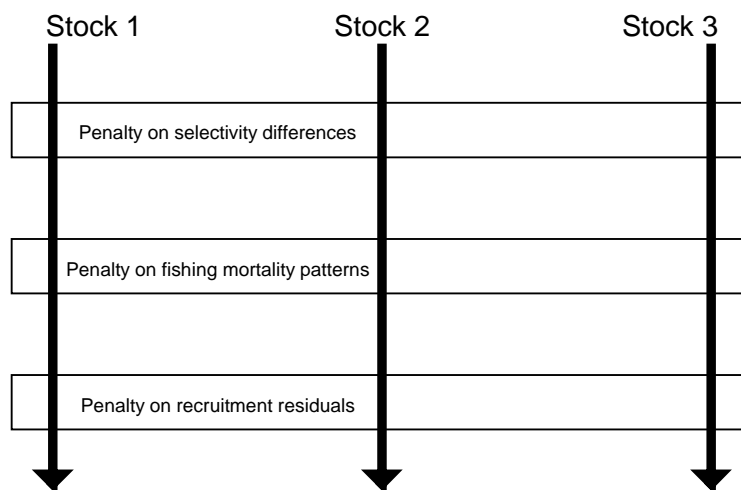 Stock 1 Stock 2 Stock 3
Penalty on selectivity differences
Penalty on fishing mortality patterns
Penalty on recruitment residuals